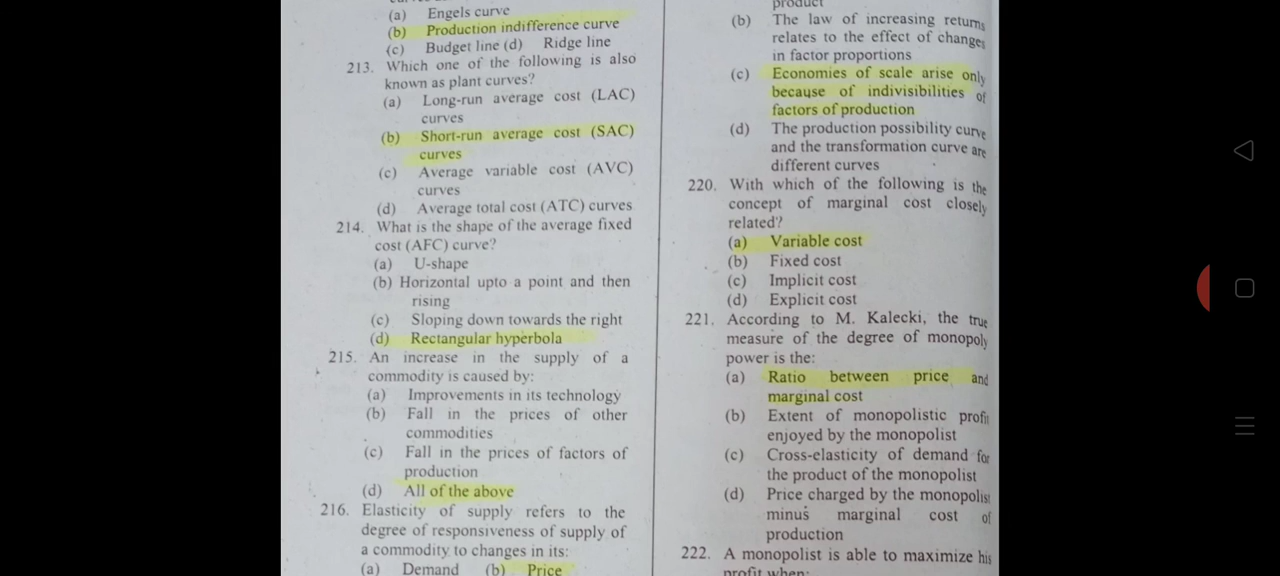 (a) Engels curve
(b) Production indifference curve
(c) Budget line (d) Ridge line
213. Which one of the following is also
known as plant curves?
(a) Long-run average cost (LAC)
curves
(b) Short-run average cost (SAC)
curves
(c) Average variable cost (AVC)
curves
(d) Average total cost (ATC) curves
214. What is the shape of the average fixed
cost (AFC) curve?
(a) U-shape
(b) Horizontal upto a point and then
rising
(c) Sloping down towards the right
(d) Rectangular hyperbola
215. An increase in the supply of a
commodity is caused by:
(a) Improvements in its technology
(b) Fall in the prices of other
commodities
(c) Fall in the prices of factors of
production
(d) All of the above
216. Elasticity of supply refers to the
degree of responsiveness of supply of
a commodity to changes in its:
(a) Demand (b) Price
product
(b) The law of increasing returns
relates to the effect of changes
in factor proportions
(c) Economies of scale arise only
because of indivisibilities of
factors of production
(d) The production possibility curve
and the transformation curve are
different curves
220. With which of the following is the
concept of marginal cost closely
related?
(a) Variable cost
(b) Fixed cost
(c) Implicit cost
(d) Explicit cost
221. According to M. Kalecki, the true
measure of the degree of monopoly
power is the:
(a) Ratio between price and
marginal cost
(b) Extent of monopolistic profit
enjoyed by the monopolist
(c) Cross-elasticity of demand for
the product of the monopolist
(d) Price charged by the monopolist
minus marginal cost of
production
222. A monopolist is able to maximize his
profit when: